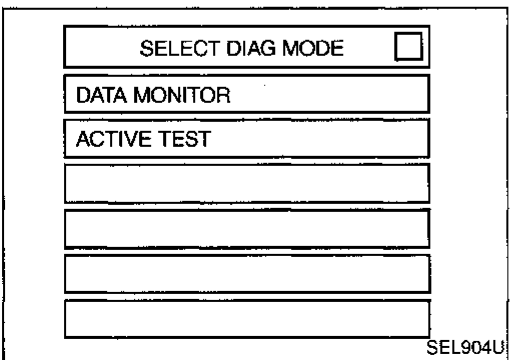 SELECT DIAG MODE
DATA MONITOR
ACTIVE TEST
SEL904U